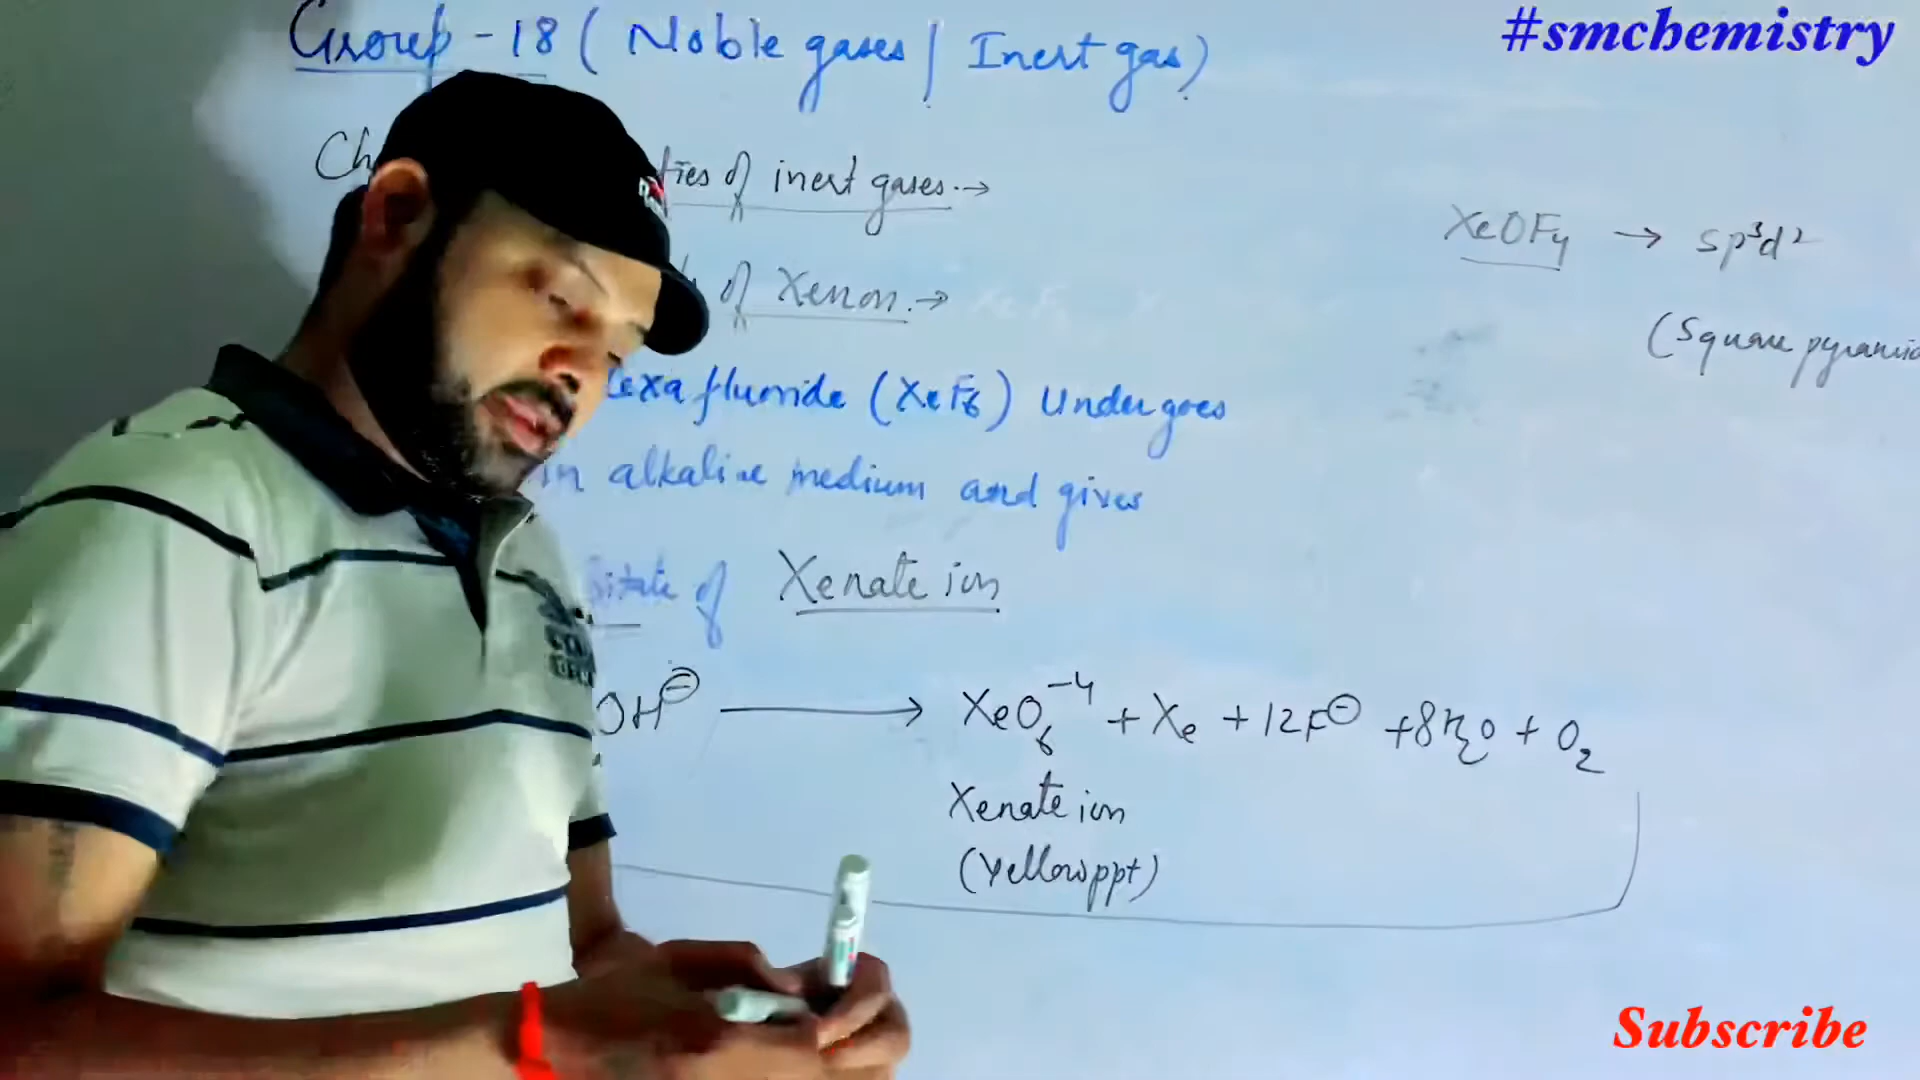 #smchemistry
Group - 18 ( Noble gases / Inert gas)
Ch ties of inert gases. →
of Xenon. →
XeOF4 → sp³d²
(Square pyramid
exafluoride (XeF6) Undergoes
in alkaline medium and gives
itate of Xenate ion
OH⊖ ⟶ XeO6⁻⁴ + Xe + 12F⊖ + 8H2O + O2
Xenate ion
(Yellow ppt)
Subscribe